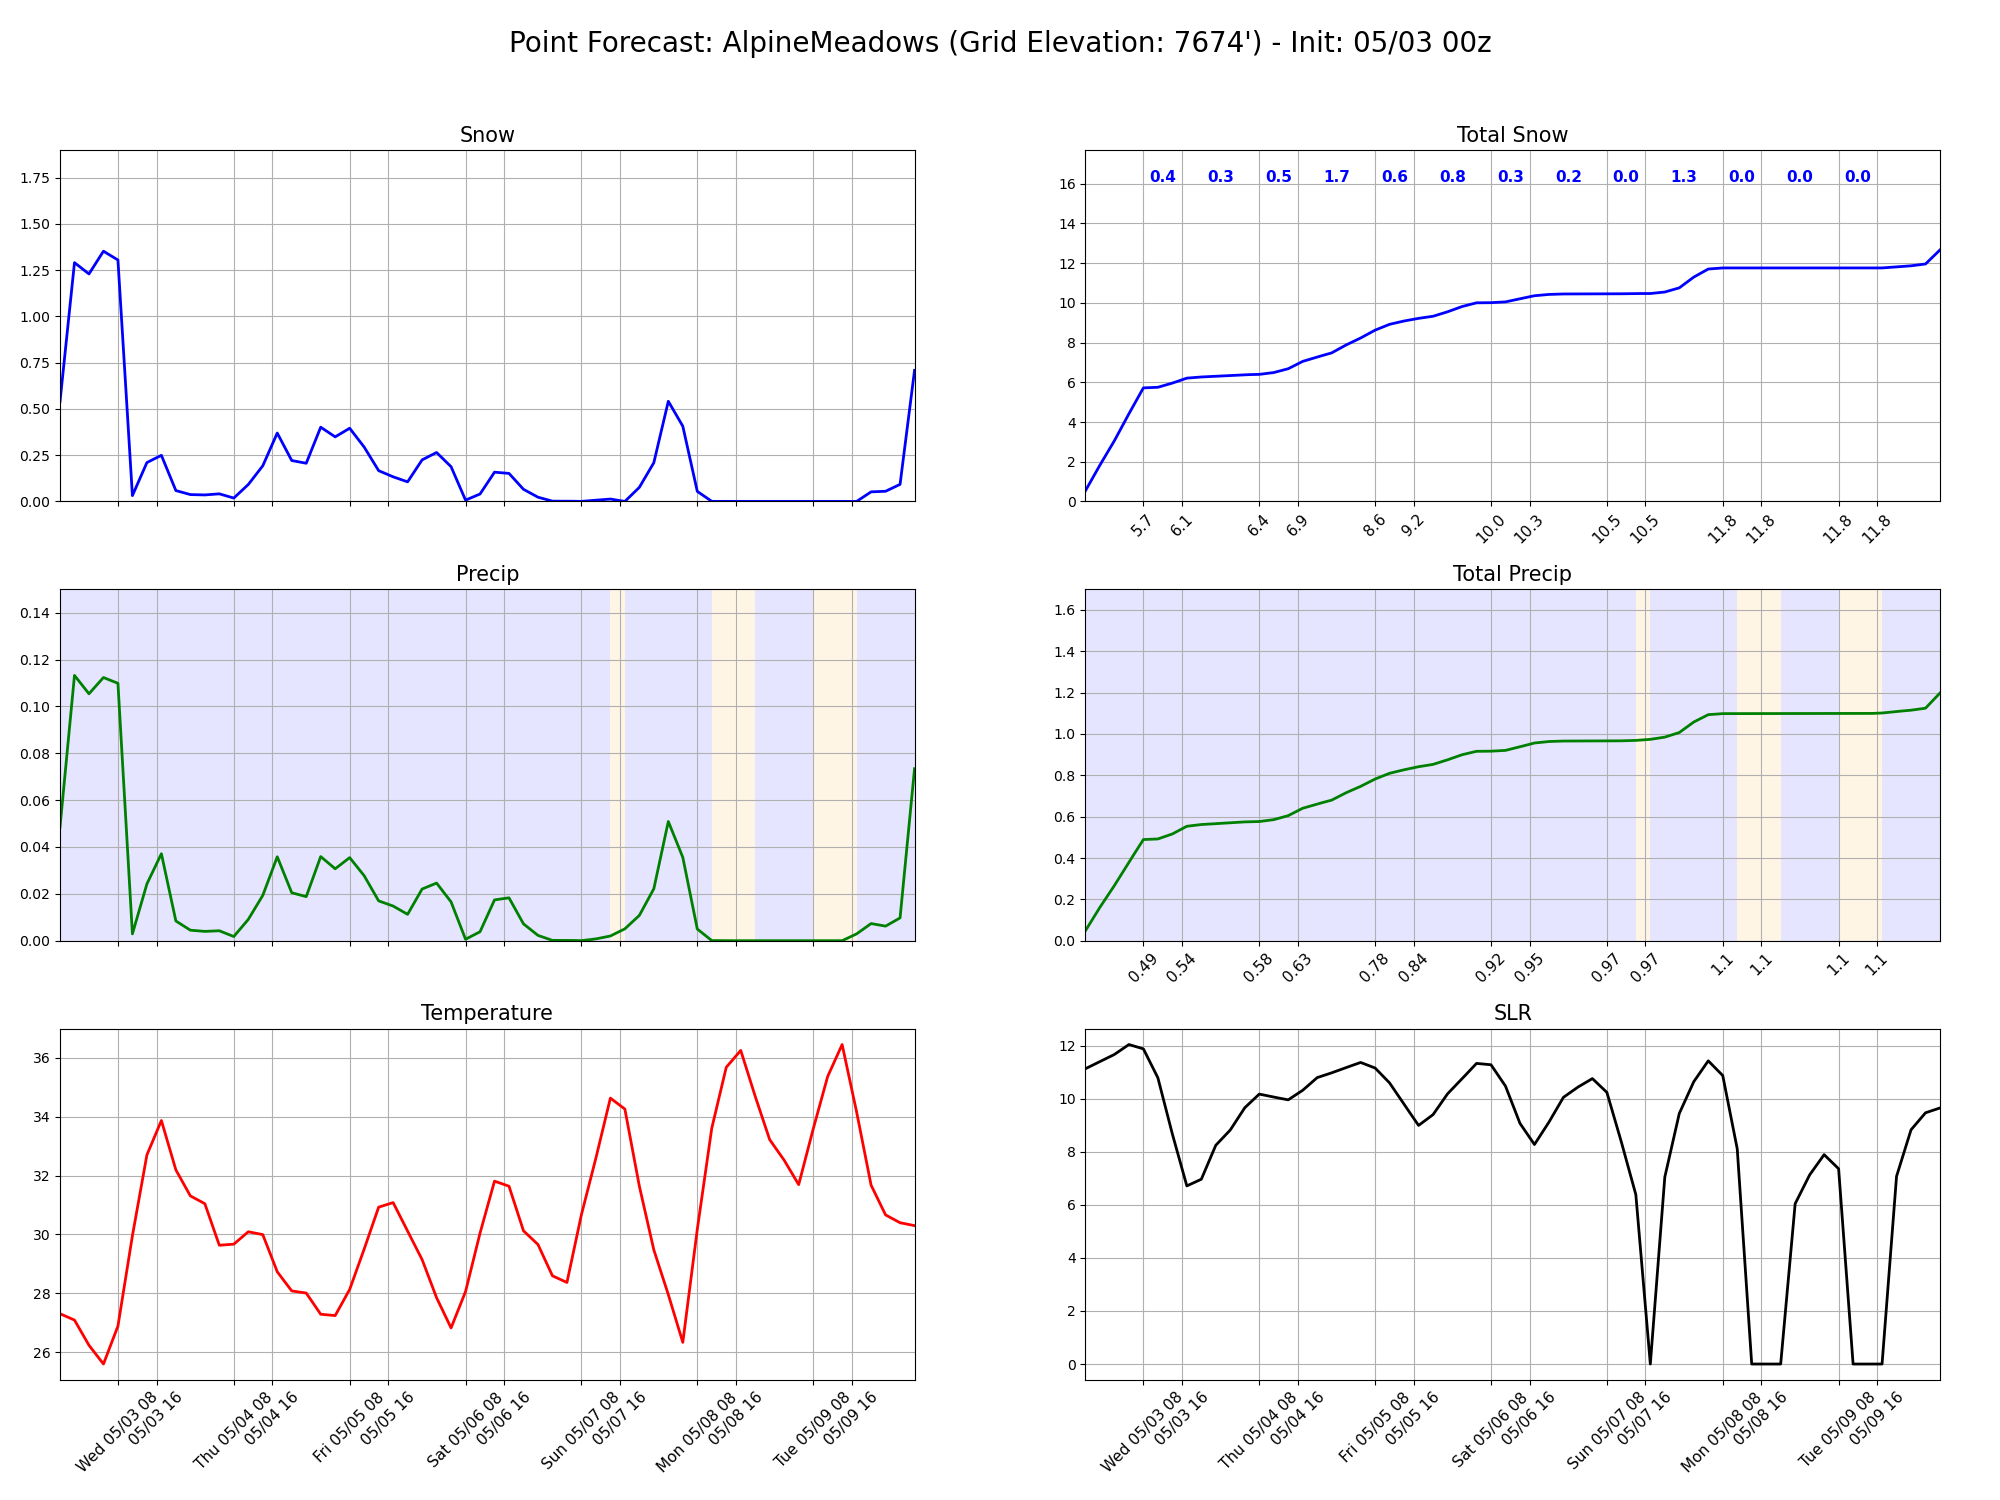 Point Forecast: AlpineMeadows (Grid Elevation: 7674') - Init: 05/03 00z
Snow
1.75
1.50
1.25
1.00
0.75
0.50
0.25
0.00
Total Snow
0.4 0.3 0.5 1.7 0.6 0.8 0.3 0.2 0.0 1.3 0.0 0.0 0.0
16
14
12
10
8
6
4
2
0
5.7 6.1 6.4 6.9 8.6 9.2 10.0 10.3 10.5 10.5 11.8 11.8 11.8 11.8
Precip
0.14
0.12
0.10
0.08
0.06
0.04
0.02
0.00
Total Precip
1.6
1.4
1.2
1.0
0.8
0.6
0.4
0.2
0.0
0.49 0.54 0.58 0.63 0.78 0.84 0.92 0.95 0.97 0.97 1.1 1.1 1.1 1.1
Temperature
36
34
32
30
28
26
Wed 05/03 08
05/03 16
Thu 05/04 08
05/04 16
Fri 05/05 08
05/05 16
Sat 05/06 08
05/06 16
Sun 05/07 08
05/07 16
Mon 05/08 08
05/08 16
Tue 05/09 08
05/09 16
SLR
12
10
8
6
4
2
0
Wed 05/03 08
05/03 16
Thu 05/04 08
05/04 16
Fri 05/05 08
05/05 16
Sat 05/06 08
05/06 16
Sun 05/07 08
05/07 16
Mon 05/08 08
05/08 16
Tue 05/09 08
05/09 16